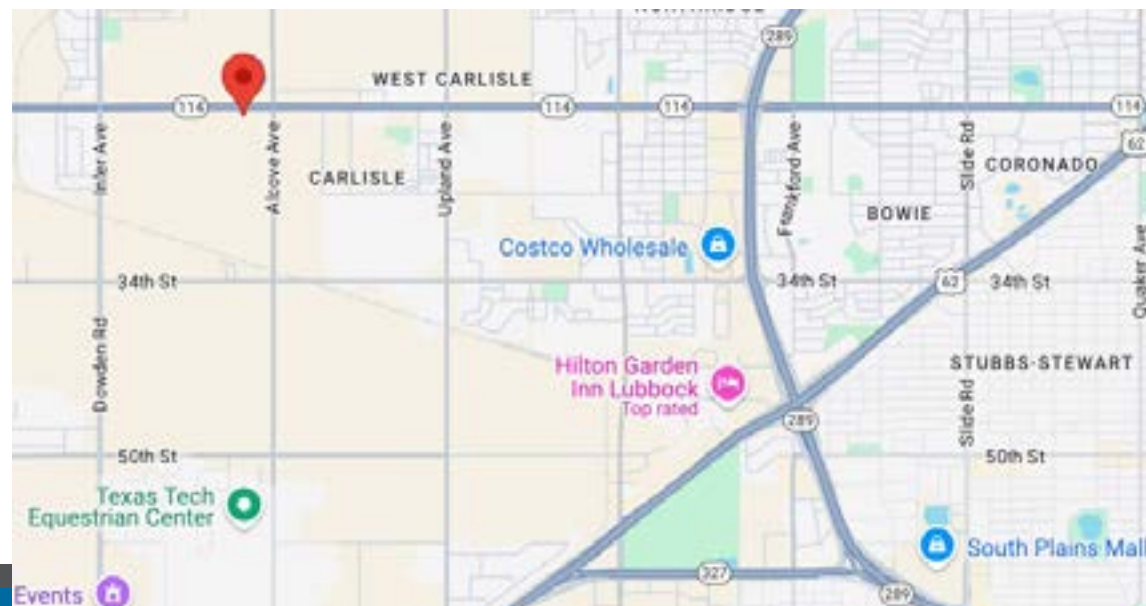 289
WEST CARLISLE
114
114
114
114
62
Inler Ave
Alcove Ave
Upland Ave
Frankford Ave
Slide Rd
CORONADO
CARLISLE
BOWIE
Costco Wholesale
Quaker Ave
34th St
34th St
62
34th St
Dowden Rd
Hilton Garden
Inn Lubbock
Top rated
STUBBS-STEWART
Slide Rd
289
50th St
50th St
Texas Tech
Equestrian Center
South Plains Mall
327
Events
289